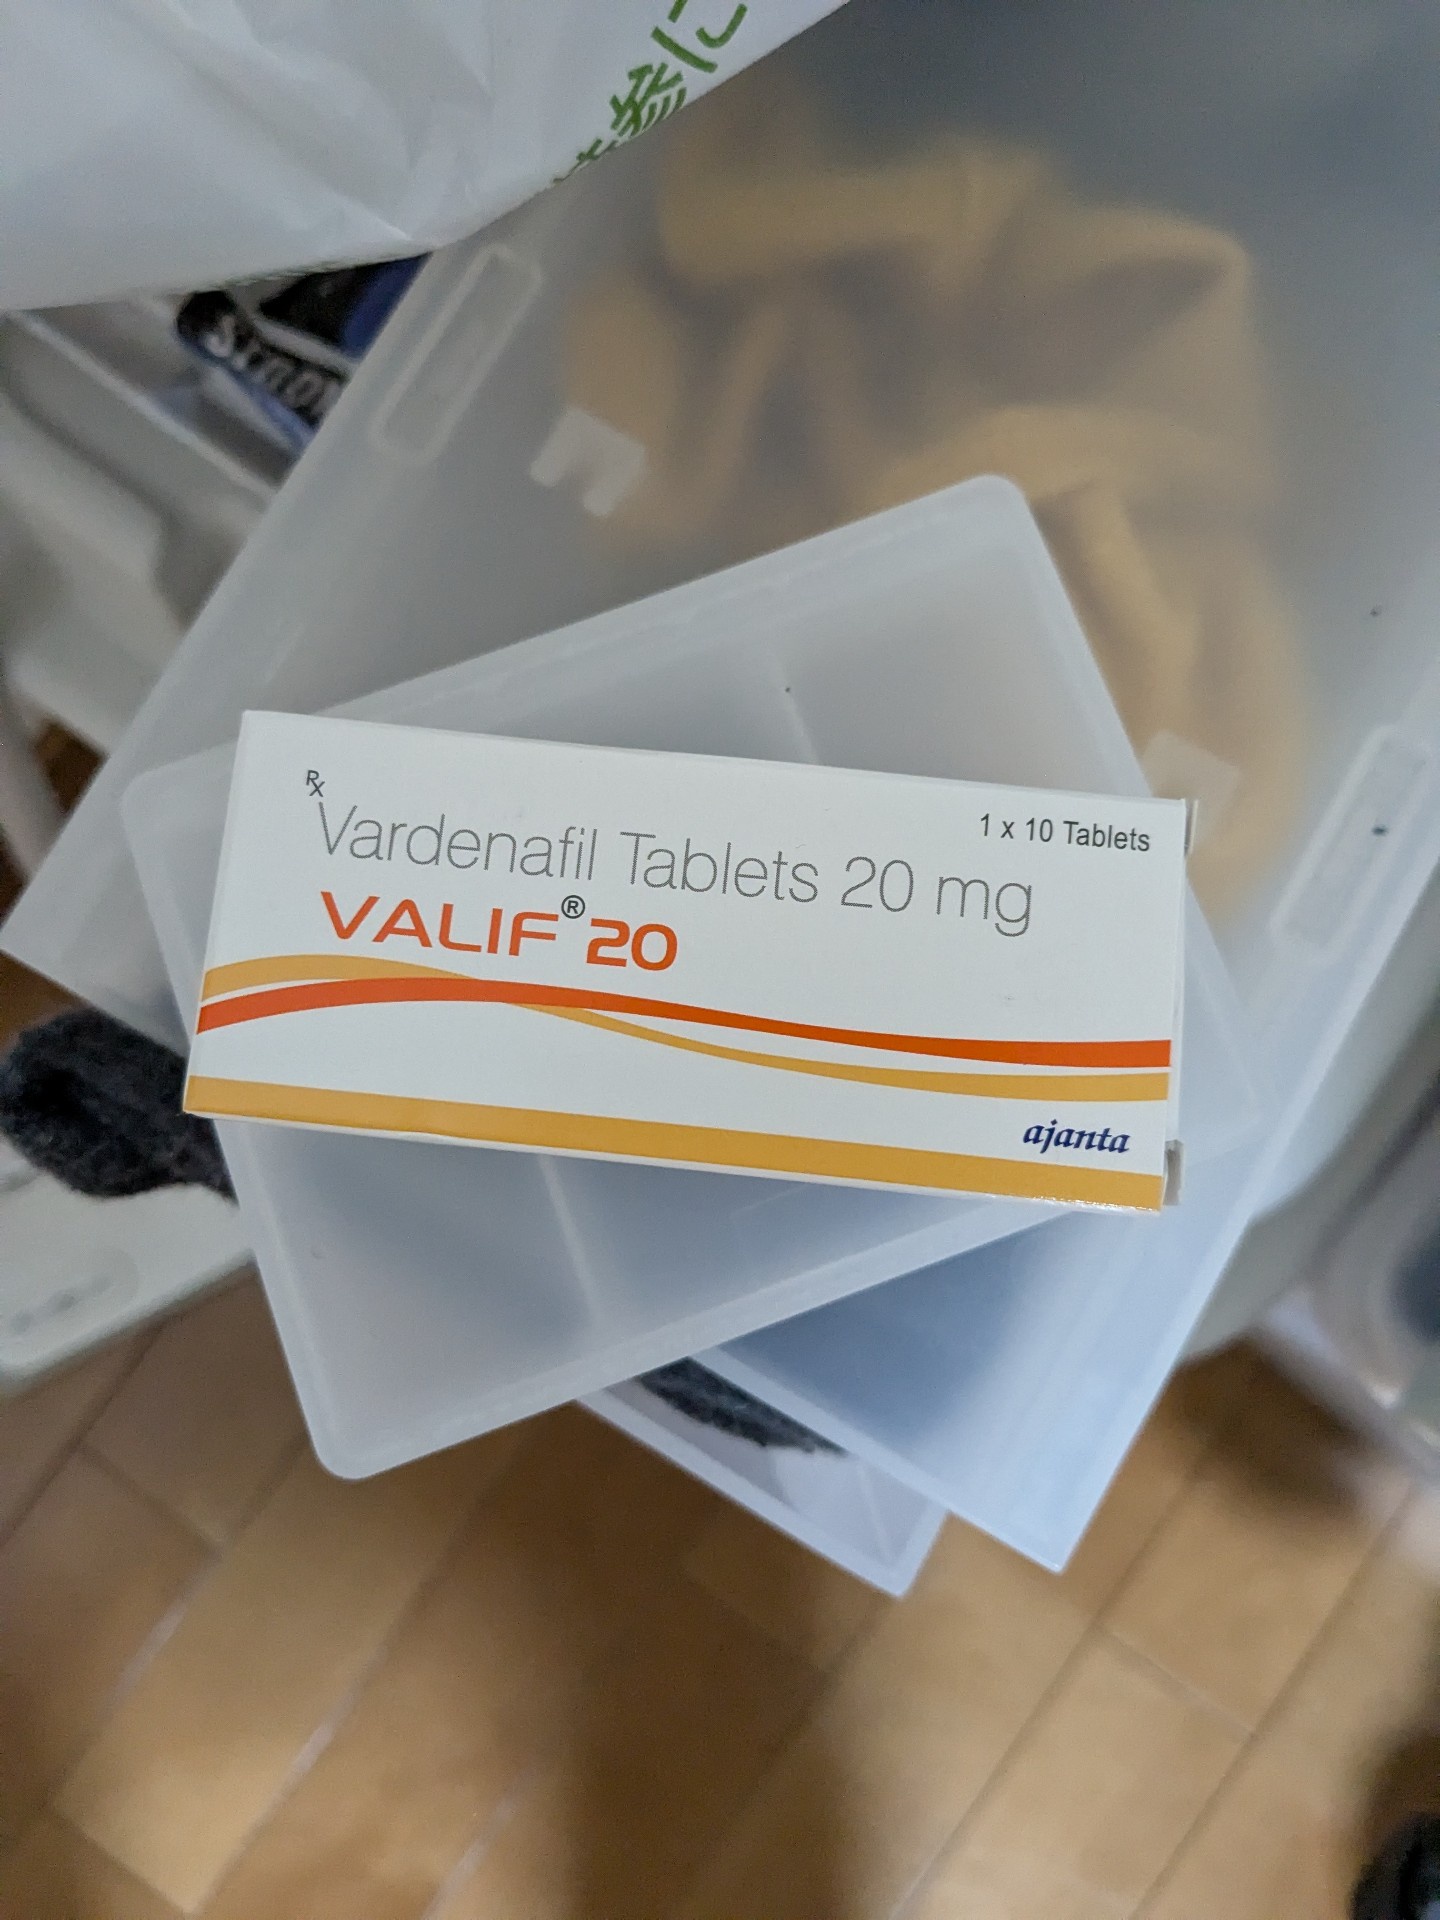 Rx
Vardenafil Tablets 20 mg
1 x 10 Tablets
VALIF® 20
ajanta